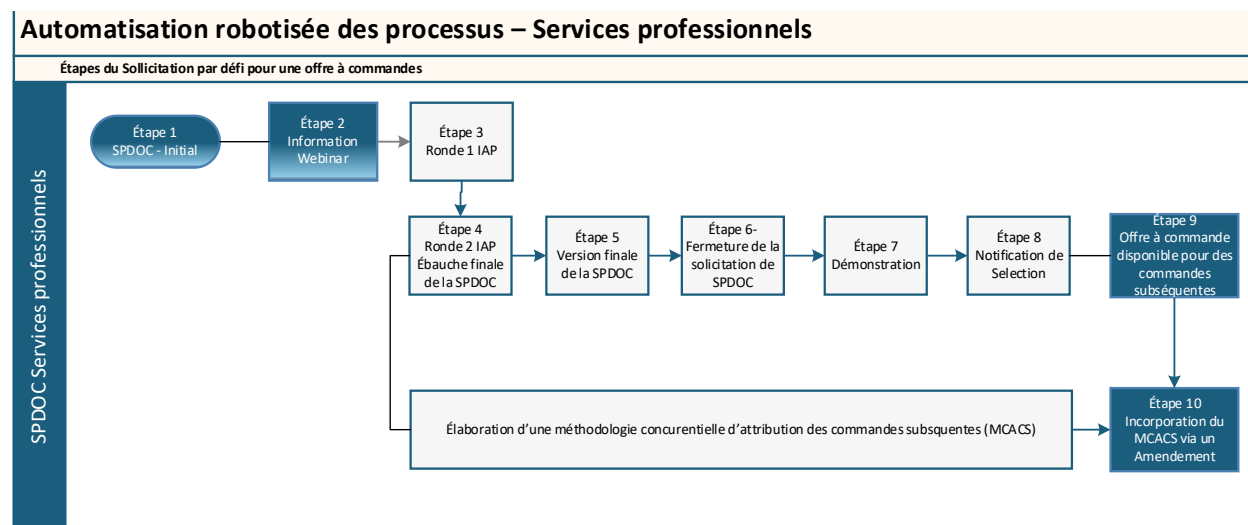 Automatisation robotisée des processus – Services professionnels
Étapes du Sollicitation par défi pour une offre à commandes
SPDOC Services professionnels
Étape 1
SPDOC - Initial
Étape 2
Information
Webinar
Étape 3
Ronde 1 IAP
Étape 4
Ronde 2 IAP
Ébauche finale
de la SPDOC
Étape 5
Version finale
de la SPDOC
Étape 6-
Fermeture de la
solicitation de
SPDOC
Étape 7
Démonstration
Étape 8
Notification de
Selection
Étape 9
Offre à commande
disponible pour des
commandes
subséquentes
Élaboration d’une méthodologie concurentielle d’attribution des commandes subsquentes (MCACS)
Étape 10
Incorporation du
MCACS via un
Amendement